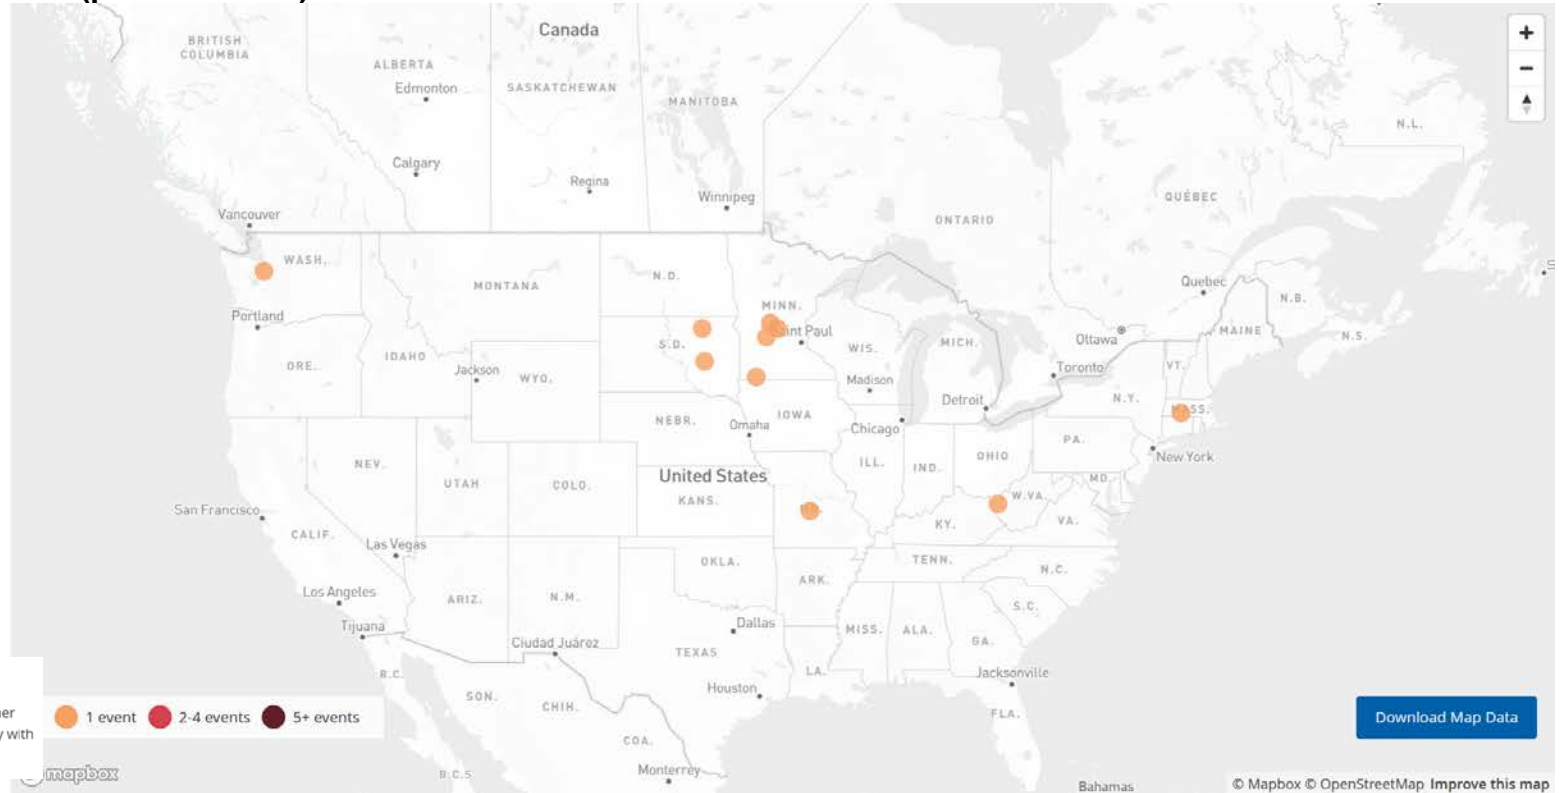 Canada
BRITISH
COLUMBIA
ALBERTA
Edmonton
SASKATCHEWAN
MANITOBA
N.L.
Calgary
Regina
Winnipeg
QUÉBEC
Vancouver
ONTARIO
WASH.
N.D.
MONTANA
Quebec
N.B.
MINN.
Portland
Saint Paul
Ottawa
MAINE
N.S.
S.D.
WIS.
MICH.
IDAHO
ORE.
Jackson
WYO.
Toronto
VT.
Madison
Detroit
N.Y.
MASS.
NEBR.
Omaha
IOWA
Chicago
PA.
New York
NEV.
UTAH
COLO.
United States
KANS.
ILL.
IND.
OHIO
MD.
W.VA.
San Francisco
MO.
KY.
VA.
CALIF.
Las Vegas
OKLA.
TENN.
N.C.
ARK.
Los Angeles
ARIZ.
N.M.
S.C.
Tijuana
Dallas
MISS.
ALA.
GA.
Ciudad Juárez
TEXAS
LA.
Jacksonville
B.C.
SON.
CHIH.
Houston
FLA.
1 event
2-4 events
5+ events
Download Map Data
y with
COA.
mapbox
B.C.S.
Monterrey
Bahamas
© Mapbox © OpenStreetMap Improve this map